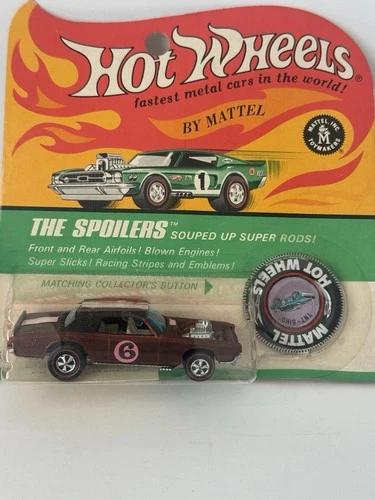 HOT WHEELS®
fastest metal cars in the world!
BY MATTEL
MATTEL, INC.
M
TOYMAKERS
1
THE SPOILERS™ SOUPED UP SUPER RODS!
Front and Rear Airfoils! Blown Engines!
Super Slicks! Racing Stripes and Emblems!
MATCHING COLLECTOR'S BUTTON
HOT WHEELS
TNT-BIRD
MATTEL
6